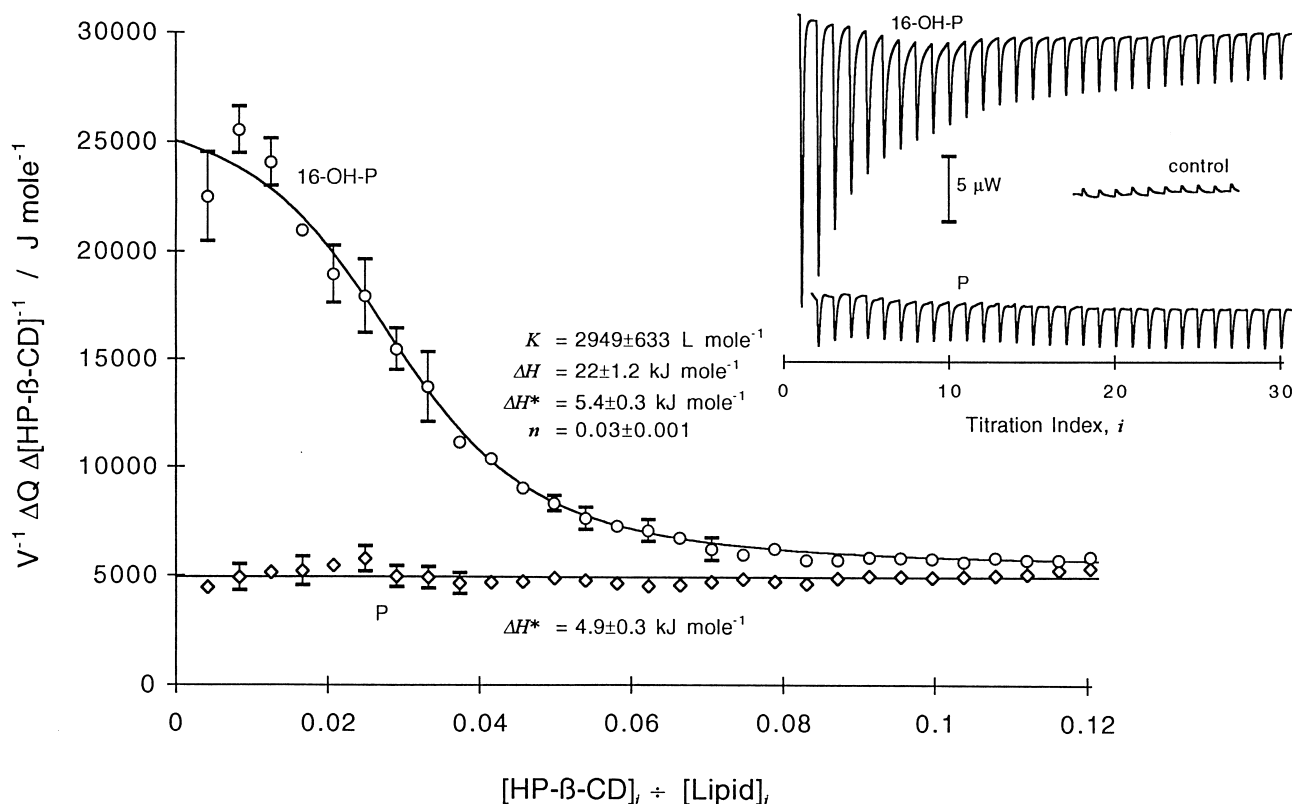 30000
25000
20000
15000
10000
5000
0
V⁻¹ ΔQ Δ[HP-ß-CD]⁻¹ / J mole⁻¹
0 0.02 0.04 0.06 0.08 0.1 0.12
[HP-ß-CD]i ÷ [Lipid]i
16-OH-P
K = 2949±633 L mole⁻¹
ΔH = 22±1.2 kJ mole⁻¹
ΔH* = 5.4±0.3 kJ mole⁻¹
n = 0.03±0.001
P
ΔH* = 4.9±0.3 kJ mole⁻¹
16-OH-P
5 µW
control
P
0 10 20 30
Titration Index, i